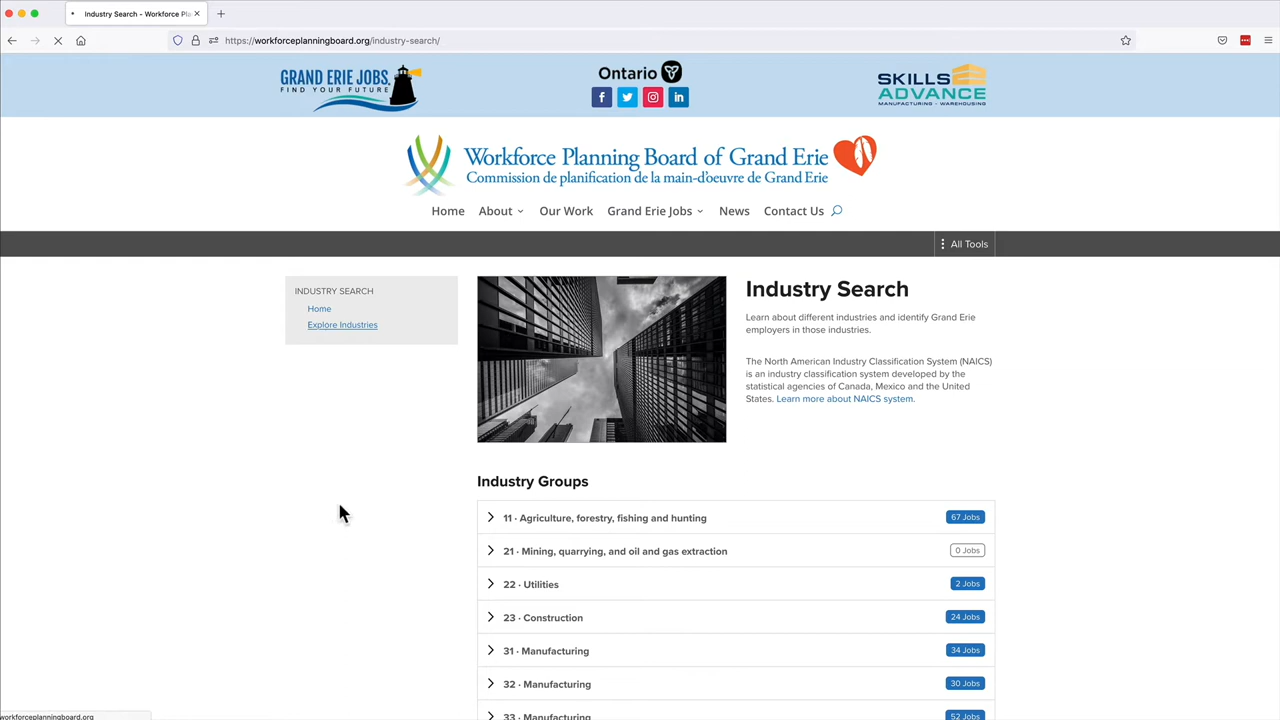 Industry Search - Workforce Pla
https://workforceplanningboard.org/industry-search/
GRAND ERIE JOBS.
FIND YOUR FUTURE
Ontario
SKILLS
ADVANCE
MANUFACTURING - WAREHOUSING
Workforce Planning Board of Grand Erie
Commission de planification de la main-d'oeuvre de Grand Erie
Home About Our Work Grand Erie Jobs News Contact Us
All Tools
INDUSTRY SEARCH
Home
Explore Industries
Industry Search
Learn about different industries and identify Grand Erie
employers in those industries.
The North American Industry Classification System (NAICS)
is an industry classification system developed by the
statistical agencies of Canada, Mexico and the United
States. Learn more about NAICS system.
Industry Groups
11 · Agriculture, forestry, fishing and hunting 67 Jobs
21 · Mining, quarrying, and oil and gas extraction 0 Jobs
22 · Utilities 2 Jobs
23 · Construction 24 Jobs
31 · Manufacturing 34 Jobs
32 · Manufacturing 30 Jobs
33 · Manufacturing 52 Jobs
workforceplanningboard.org